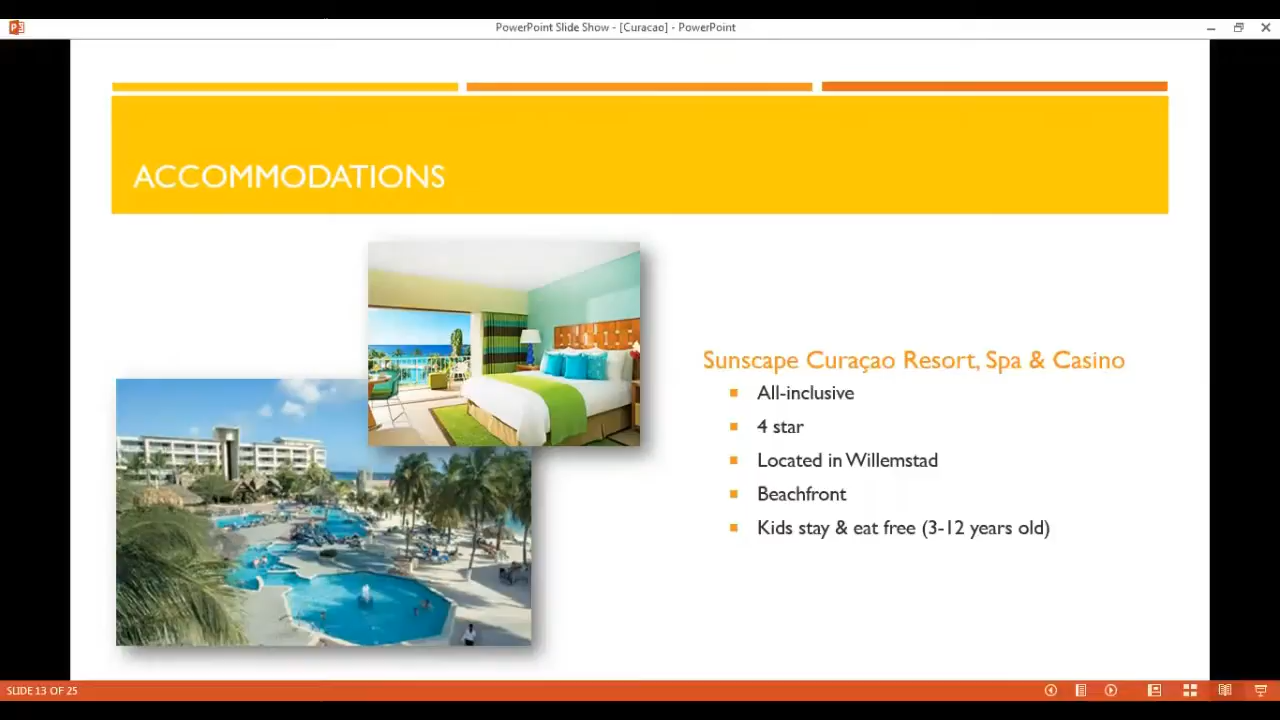 PowerPoint Slide Show - [Curacao] - PowerPoint
ACCOMMODATIONS
Sunscape Curaçao Resort, Spa & Casino
All-inclusive
4 star
Located in Willemstad
Beachfront
Kids stay & eat free (3-12 years old)
SLIDE 13 OF 25